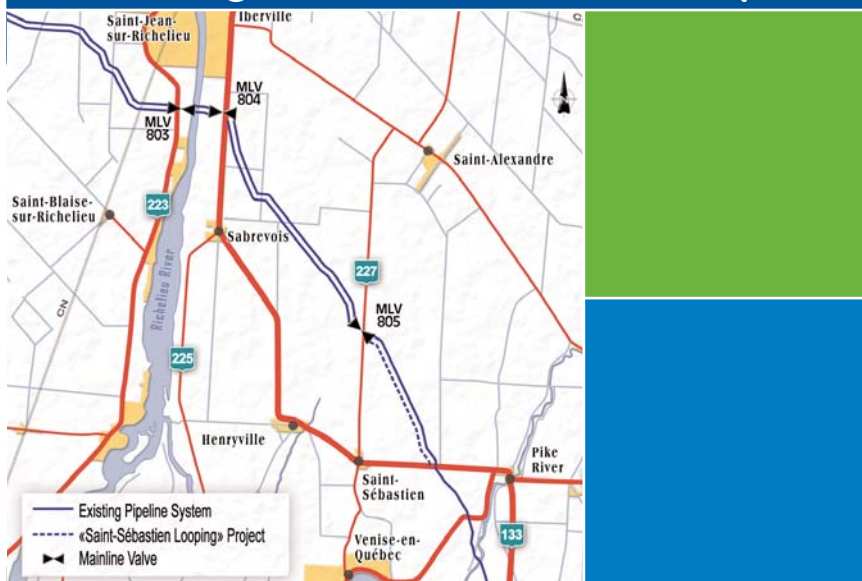 Saint-Jean-
sur-Richelieu
Iberville
MLV
804
MLV
803
Saint-Alexandre
Saint-Blaise-
sur-Richelieu
223
Sabrevois
Richelieu River
CN
227
MLV
805
225
Henryville
Pike
River
Saint-
Sébastien
133
Venise-en-
Québec
Existing Pipeline System
«Saint-Sébastien Looping» Project
Mainline Valve